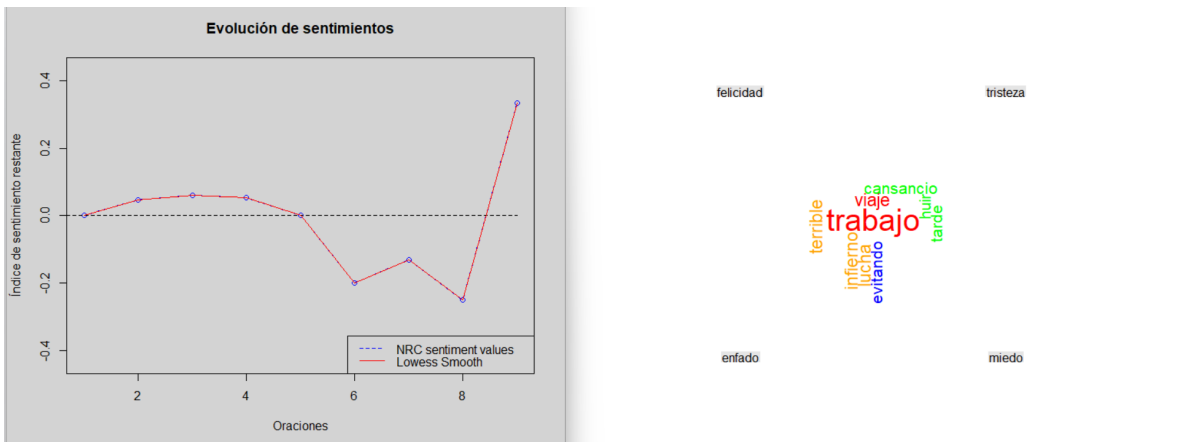 Evolución de sentimientos
Índice de sentimiento restante
0.4
0.2
0.0
-0.2
-0.4
NRC sentiment values
Lowess Smooth
2
4
6
8
Oraciones
felicidad
tristeza
cansancio
viaje
huir
trabajo
tarde
terrible
infierno
lucha
evitando
enfado
miedo